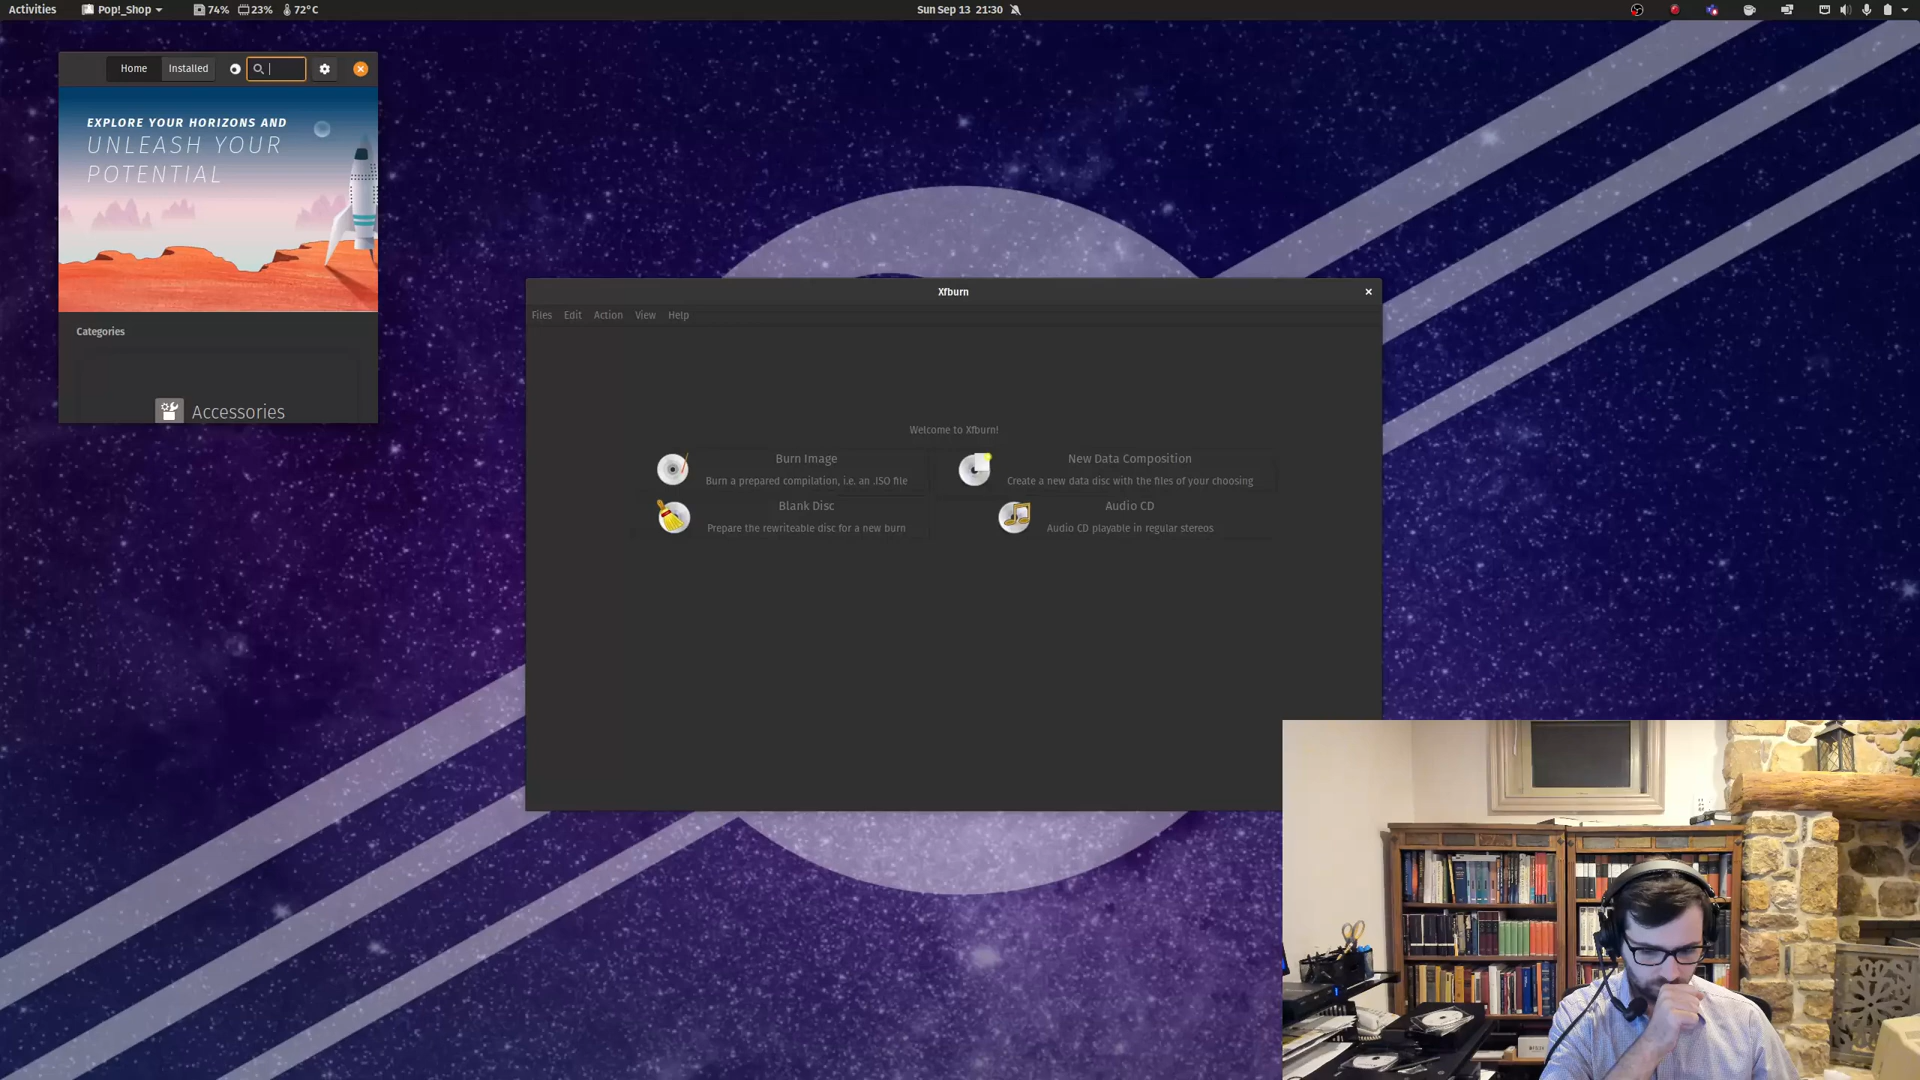 Activities
Pop!_Shop
74%
23%
72°C
Sun Sep 13 21:30
Home
Installed
EXPLORE YOUR HORIZONS AND
UNLEASH YOUR
POTENTIAL
Categories
Accessories
Xfburn
Files
Edit
Action
View
Help
Welcome to Xfburn!
Burn Image
Burn a prepared compilation, i.e. an .ISO file
New Data Composition
Create a new data disc with the files of your choosing
Blank Disc
Prepare the rewriteable disc for a new burn
Audio CD
Audio CD playable in regular stereos